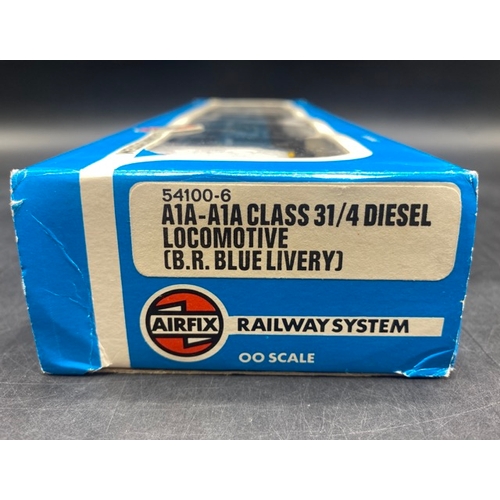 54100-6
A1A-A1A CLASS 31/4 DIESEL
LOCOMOTIVE
(B.R. BLUE LIVERY)
AIRFIX RAILWAY SYSTEM
OO SCALE